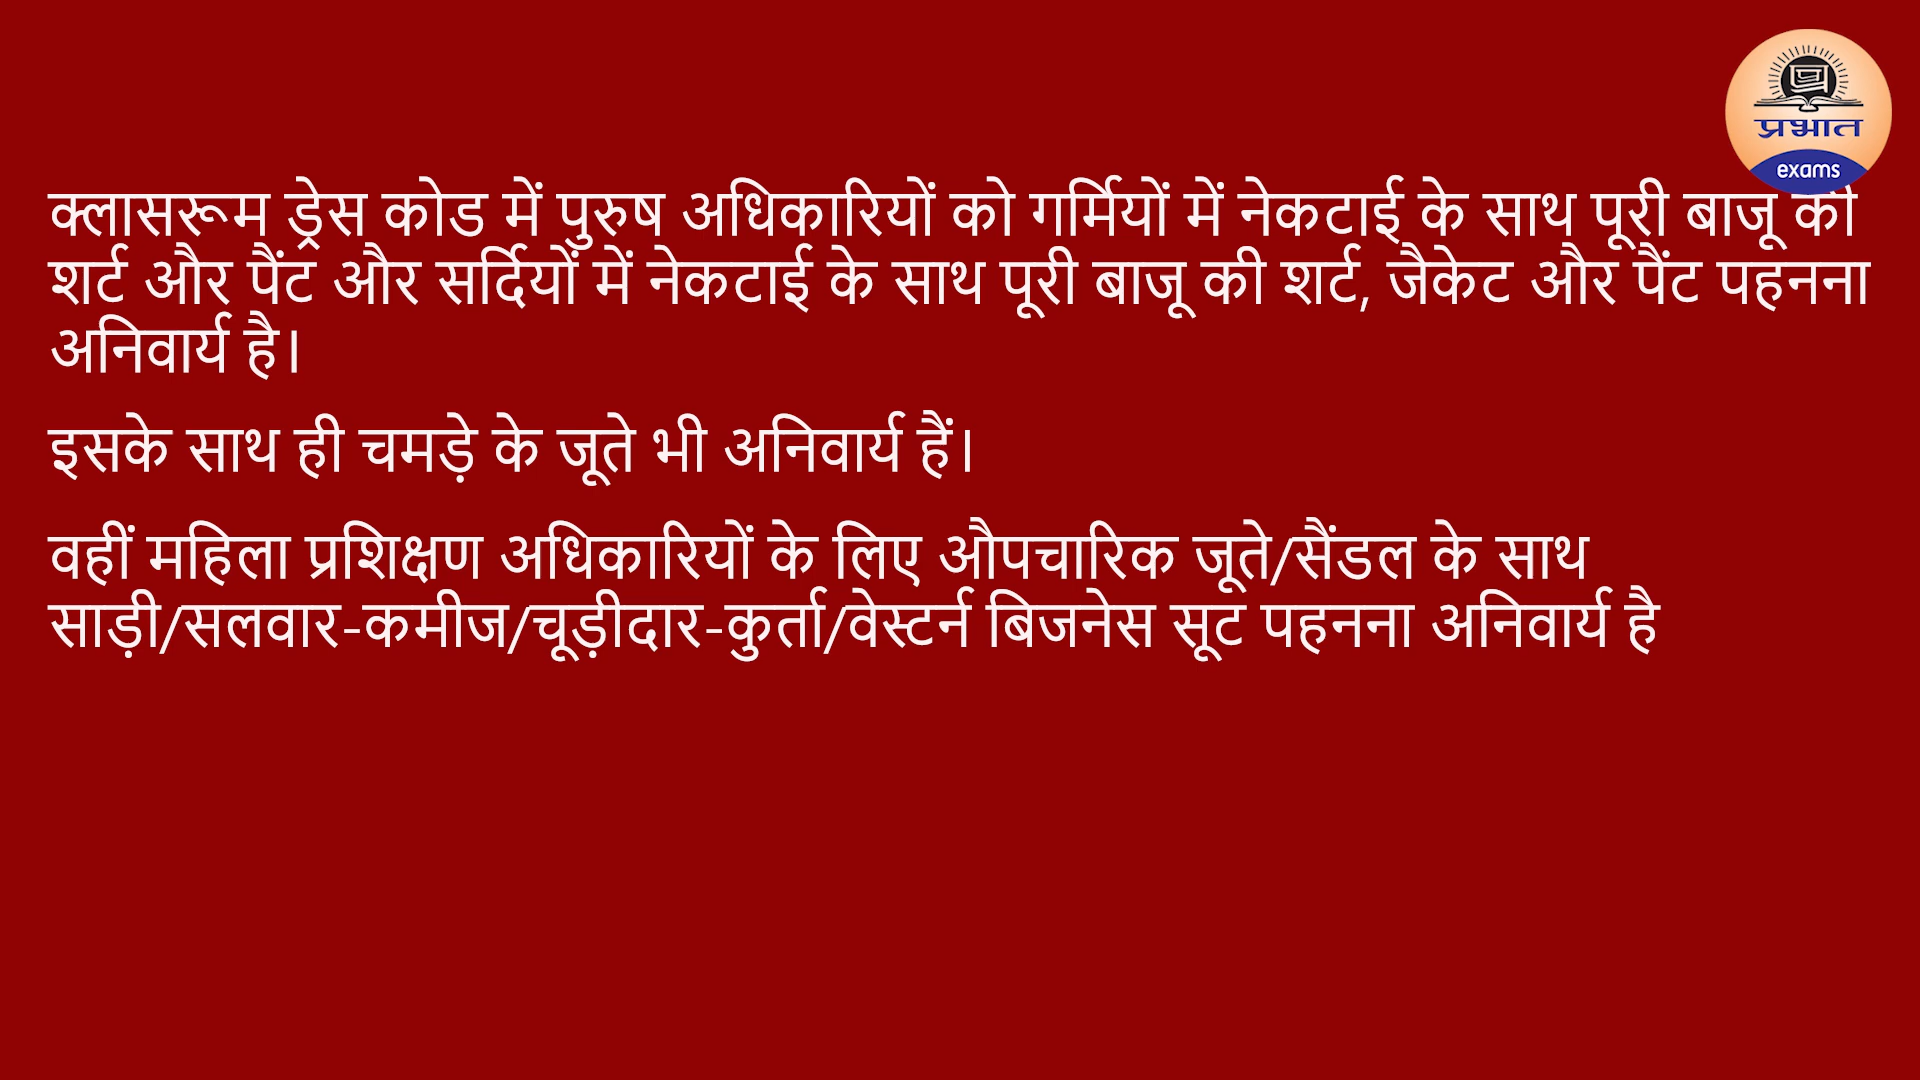 प्रभात
exams
क्लासरूम ड्रेस कोड में पुरुष अधिकारियों को गर्मियों में नेकटाई के साथ पूरी बाजू की
शर्ट और पैंट और सर्दियों में नेकटाई के साथ पूरी बाजू की शर्ट, जैकेट और पैंट पहनना
अनिवार्य है।
इसके साथ ही चमड़े के जूते भी अनिवार्य हैं।
वहीं महिला प्रशिक्षण अधिकारियों के लिए औपचारिक जूते/सैंडल के साथ
साड़ी/सलवार-कमीज/चूड़ीदार-कुर्ता/वेस्टर्न बिजनेस सूट पहनना अनिवार्य है